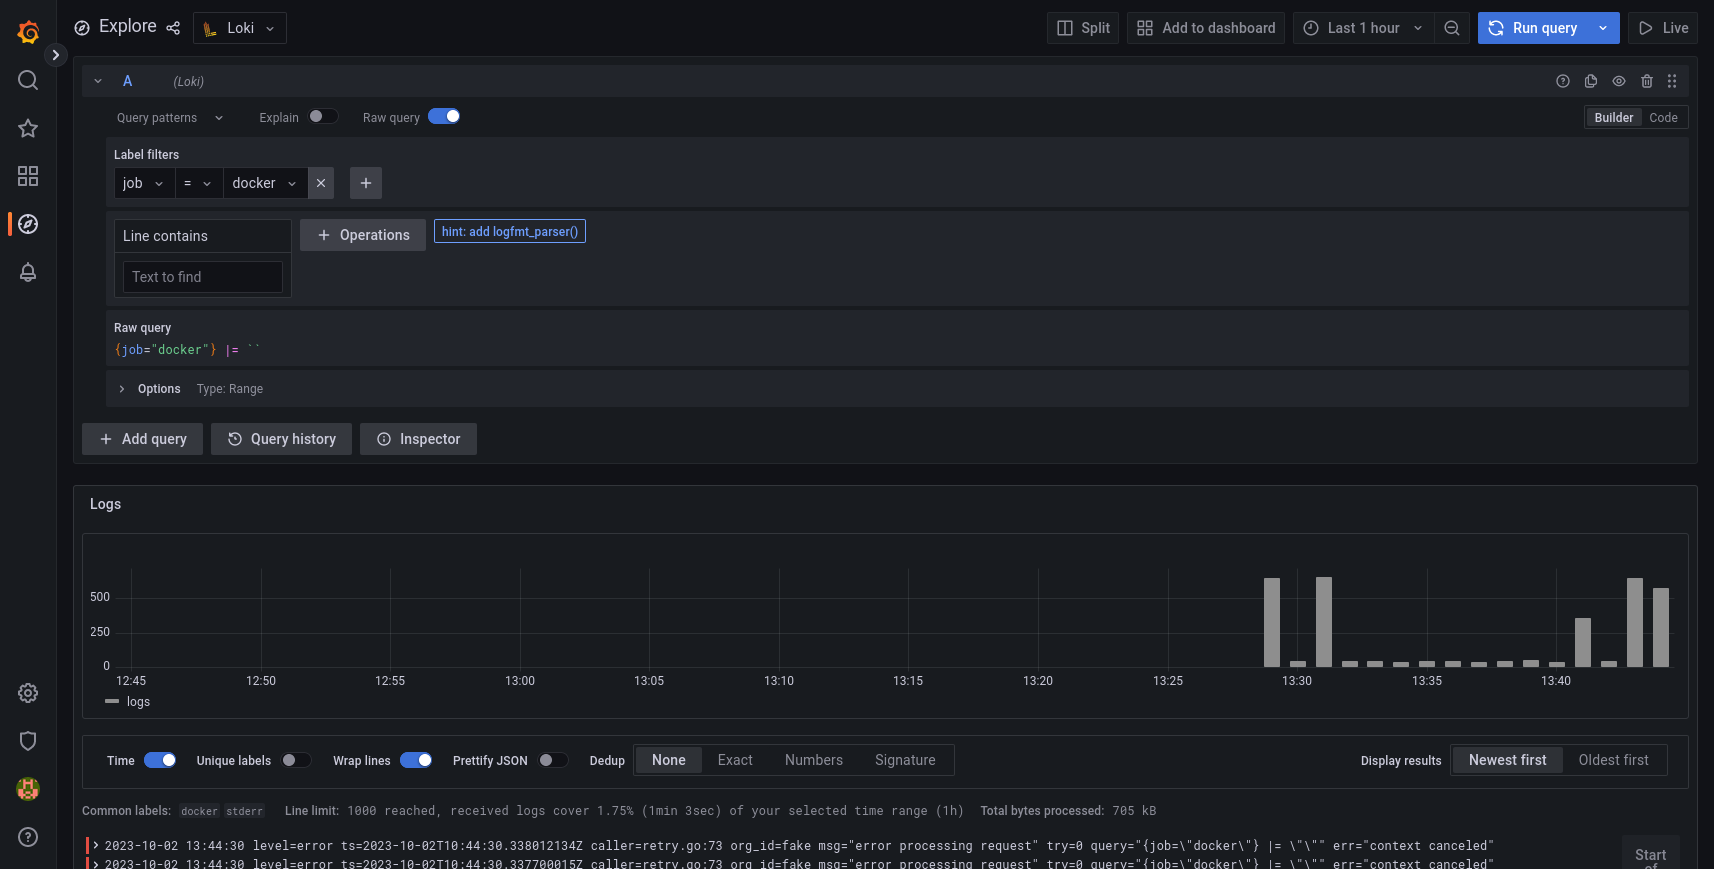 Explore
Loki
Split
Add to dashboard
Last 1 hour
Run query
Live
A
(Loki)
Query patterns
Explain
Raw query
Builder
Code
Label filters
job
=
docker
Line contains
Operations
hint: add logfmt_parser()
Text to find
Raw query
{job="docker"} |= ``
Options
Type: Range
Add query
Query history
Inspector
Logs
500
250
0
12:45
12:50
12:55
13:00
13:05
13:10
13:15
13:20
13:25
13:30
13:35
13:40
logs
Time
Unique labels
Wrap lines
Prettify JSON
Dedup
None
Exact
Numbers
Signature
Display results
Newest first
Oldest first
Common labels: docker stderr
Line limit: 1000 reached, received logs cover 1.75% (1min 3sec) of your selected time range (1h)
Total bytes processed: 705 kB
2023-10-02 13:44:30 level=error ts=2023-10-02T10:44:30.338012134Z caller=retry.go:73 org_id=fake msg="error processing request" try=0 query="{job=\"docker\"} |= \"\"" err="context canceled"
2023-10-02 13:44:30 level=error ts=2023-10-02T10:44:30.337700015Z caller=retry.go:73 org_id=fake msg="error processing request" try=0 query="{job=\"docker\"} |= \"\"" err="context canceled"
Start
of